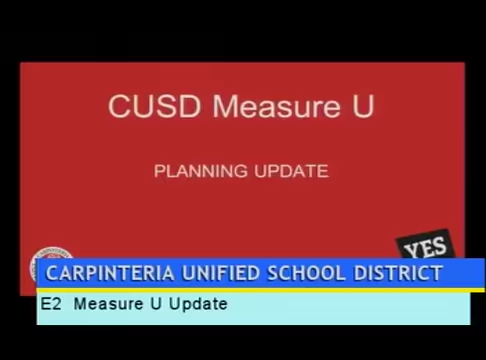 CUSD Measure U
PLANNING UPDATE
YES
CARPINTERIA UNIFIED SCHOOL DISTRICT
E2 Measure U Update